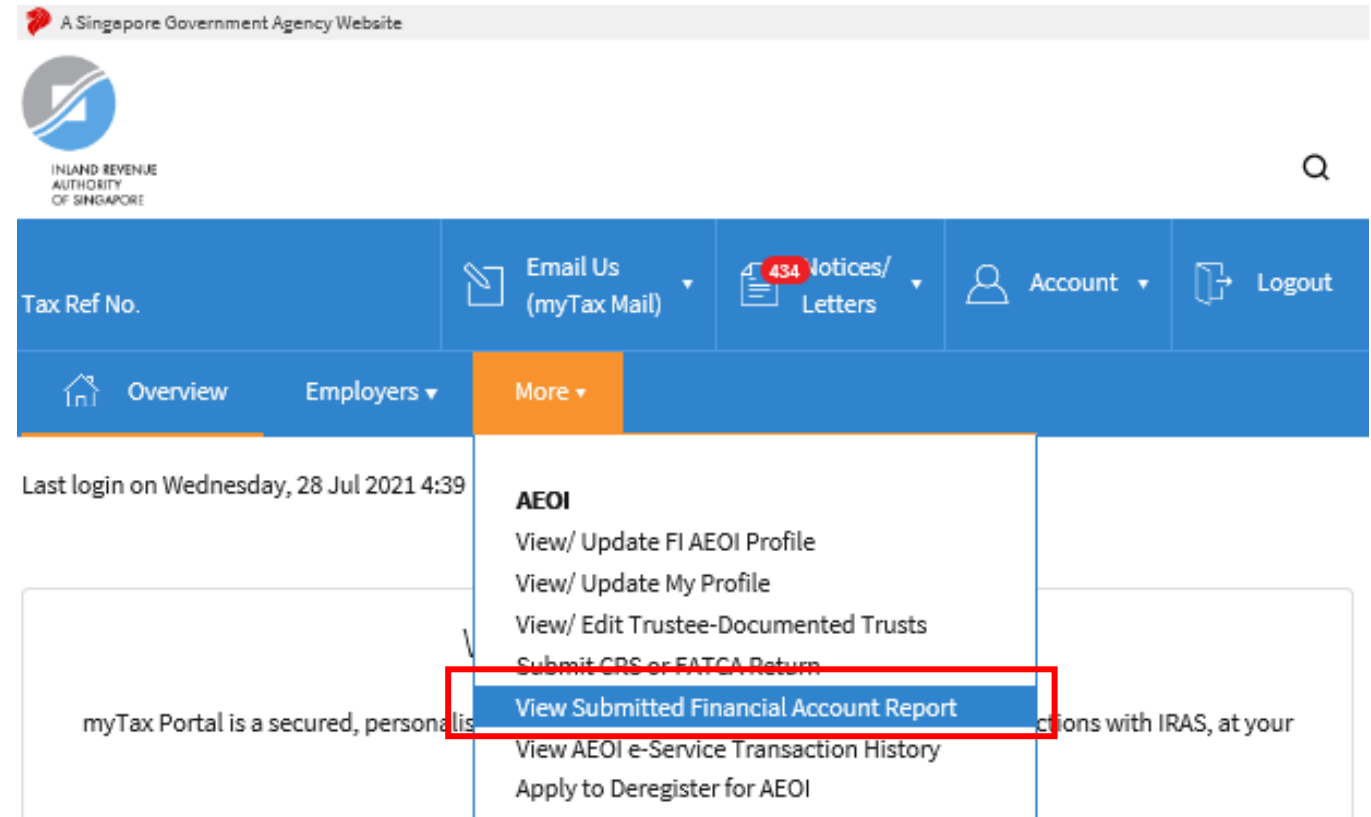 A Singapore Government Agency Website
INLAND REVENUE
AUTHORITY
OF SINGAPORE
Tax Ref No.
Email Us
(myTax Mail)
434
Notices/
Letters
Account
Logout
Overview
Employers
More
Last login on Wednesday, 28 Jul 2021 4:39
AEOI
View/ Update FI AEOI Profile
View/ Update My Profile
View/ Edit Trustee-Documented Trusts
Submit CRS or FATCA Return
View Submitted Financial Account Report
myTax Portal is a secured, personalis
ctions with IRAS, at your
View AEOI e-Service Transaction History
Apply to Deregister for AEOI